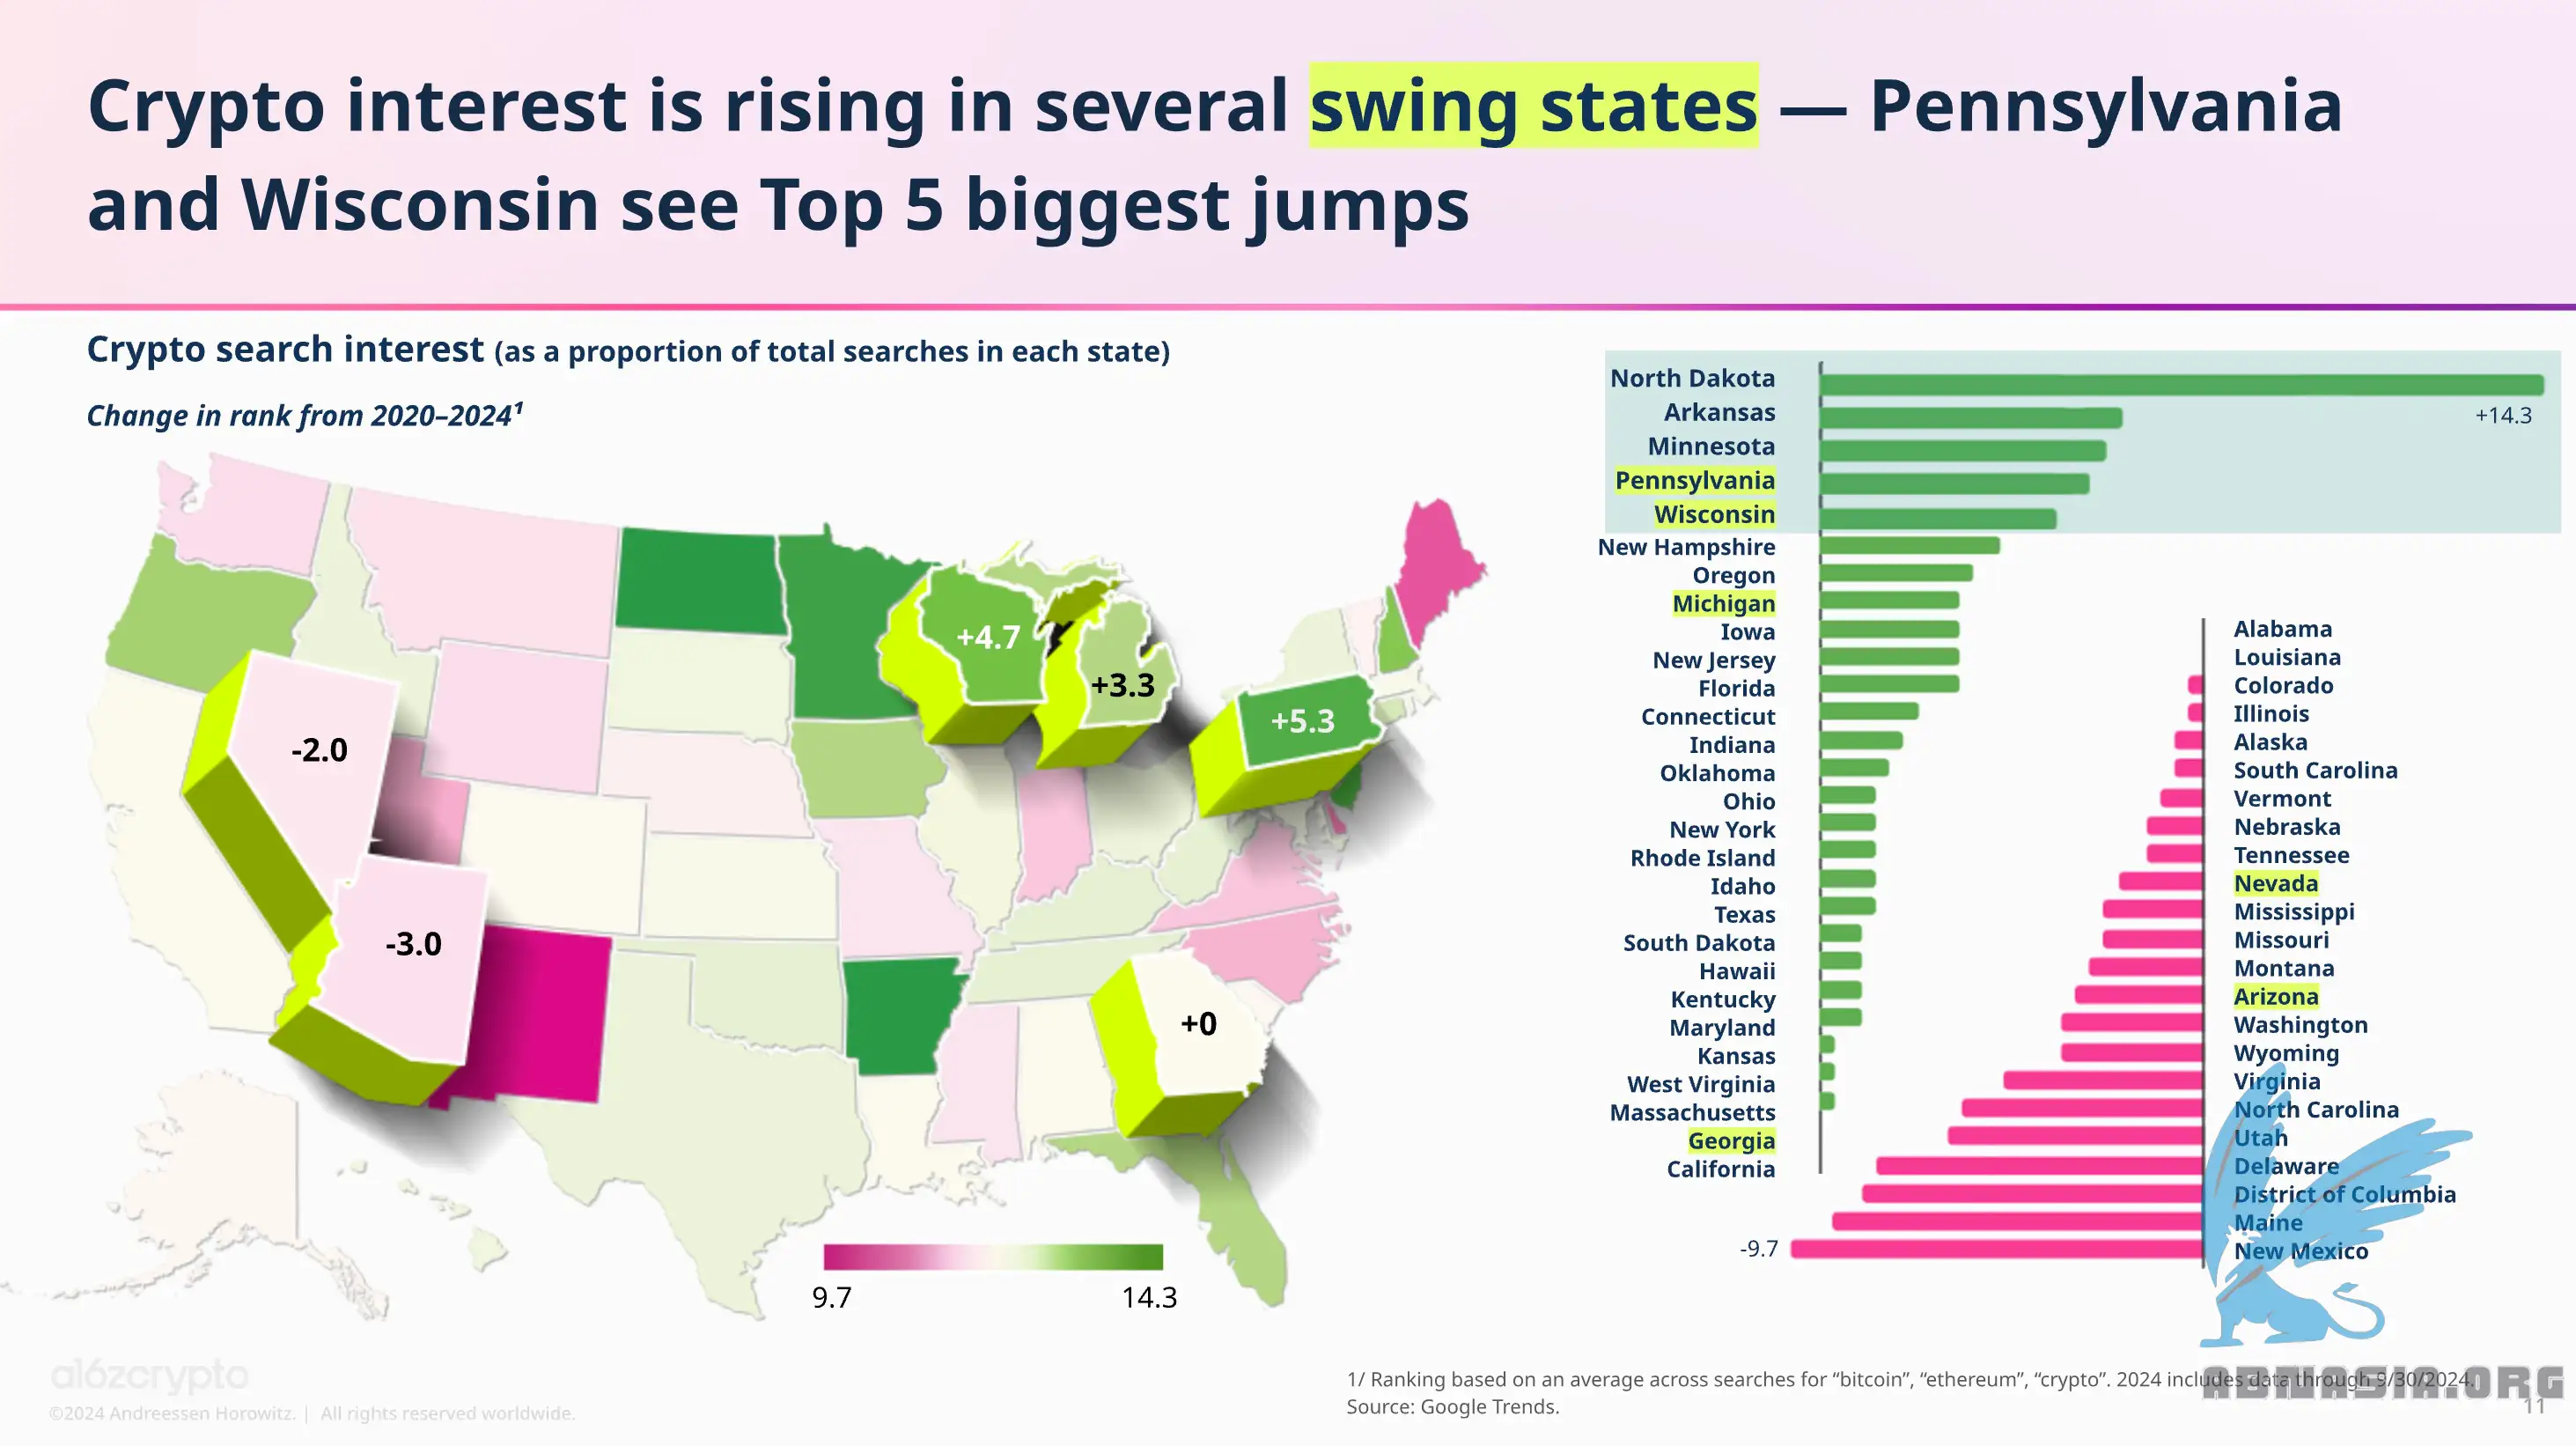 Crypto interest is rising in several swing states — Pennsylvania
and Wisconsin see Top 5 biggest jumps
Crypto search interest (as a proportion of total searches in each state)
Change in rank from 2020–2024¹
-2.0
-3.0
+4.7
+3.3
+5.3
+0
9.7
14.3
North Dakota
+14.3
Arkansas
Minnesota
Pennsylvania
Wisconsin
New Hampshire
Oregon
Michigan
Iowa
New Jersey
Florida
Connecticut
Indiana
Oklahoma
Ohio
New York
Rhode Island
Idaho
Texas
South Dakota
Hawaii
Kentucky
Maryland
Kansas
West Virginia
Massachusetts
Georgia
California
Alabama
Louisiana
Colorado
Illinois
Alaska
South Carolina
Vermont
Nebraska
Tennessee
Nevada
Mississippi
Missouri
Montana
Arizona
Washington
Wyoming
Virginia
North Carolina
Utah
Delaware
District of Columbia
Maine
New Mexico
-9.7
a16zcrypto
©2024 Andreessen Horowitz. | All rights reserved worldwide.
1/ Ranking based on an average across searches for “bitcoin”, “ethereum”, “crypto”. 2024 includes data through 9/30/2024.
Source: Google Trends.
ABNASIA.ORG
11